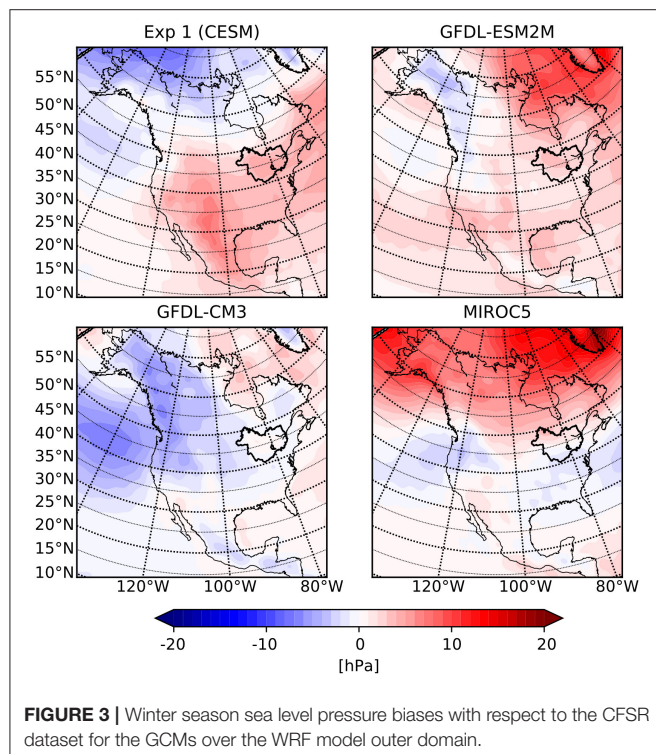 Exp 1 (CESM)
GFDL-ESM2M
55°N
50°N
45°N
40°N
35°N
30°N
25°N
20°N
15°N
10°N
GFDL-CM3
MIROC5
55°N
50°N
45°N
40°N
35°N
30°N
25°N
20°N
15°N
10°N
120°W 100°W 80°W
120°W 100°W 80°W
-20 -10 0 10 20
[hPa]
FIGURE 3 | Winter season sea level pressure biases with respect to the CFSR
dataset for the GCMs over the WRF model outer domain.